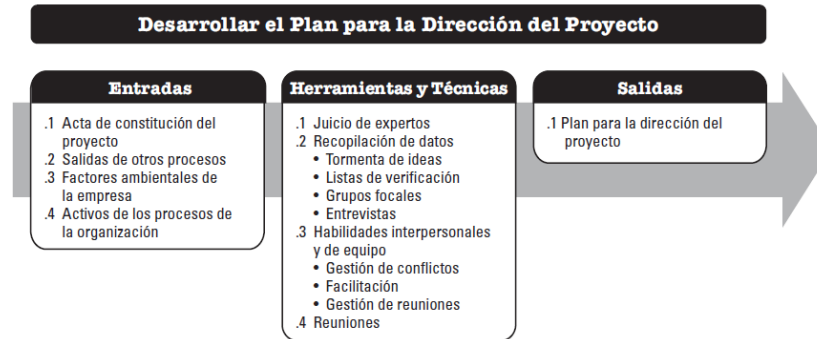 Desarrollar el Plan para la Dirección del Proyecto
Entradas
.1 Acta de constitución del
proyecto
.2 Salidas de otros procesos
.3 Factores ambientales de
la empresa
.4 Activos de los procesos de
la organización
Herramientas y Técnicas
.1 Juicio de expertos
.2 Recopilación de datos
• Tormenta de ideas
• Listas de verificación
• Grupos focales
• Entrevistas
.3 Habilidades interpersonales
y de equipo
• Gestión de conflictos
• Facilitación
• Gestión de reuniones
.4 Reuniones
Salidas
.1 Plan para la dirección del
proyecto